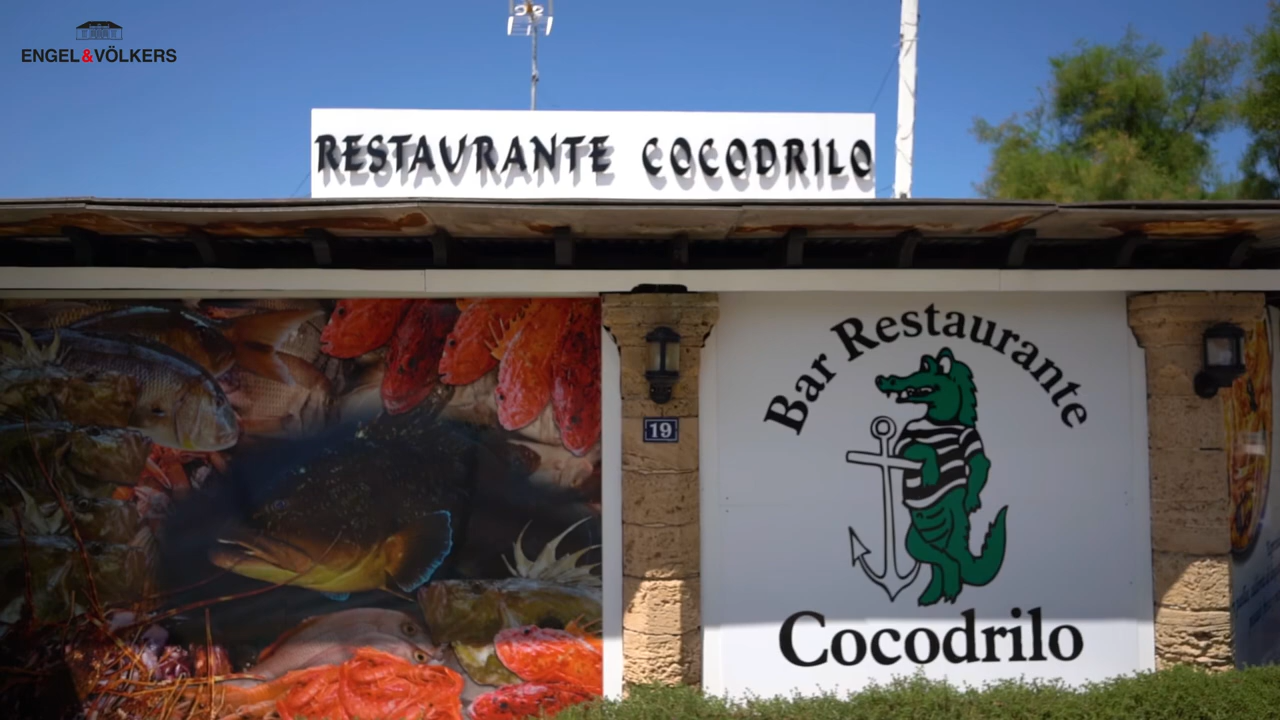 ENGEL&VÖLKERS
RESTAURANTE COCODRILO
19
Bar Restaurante
Cocodrilo